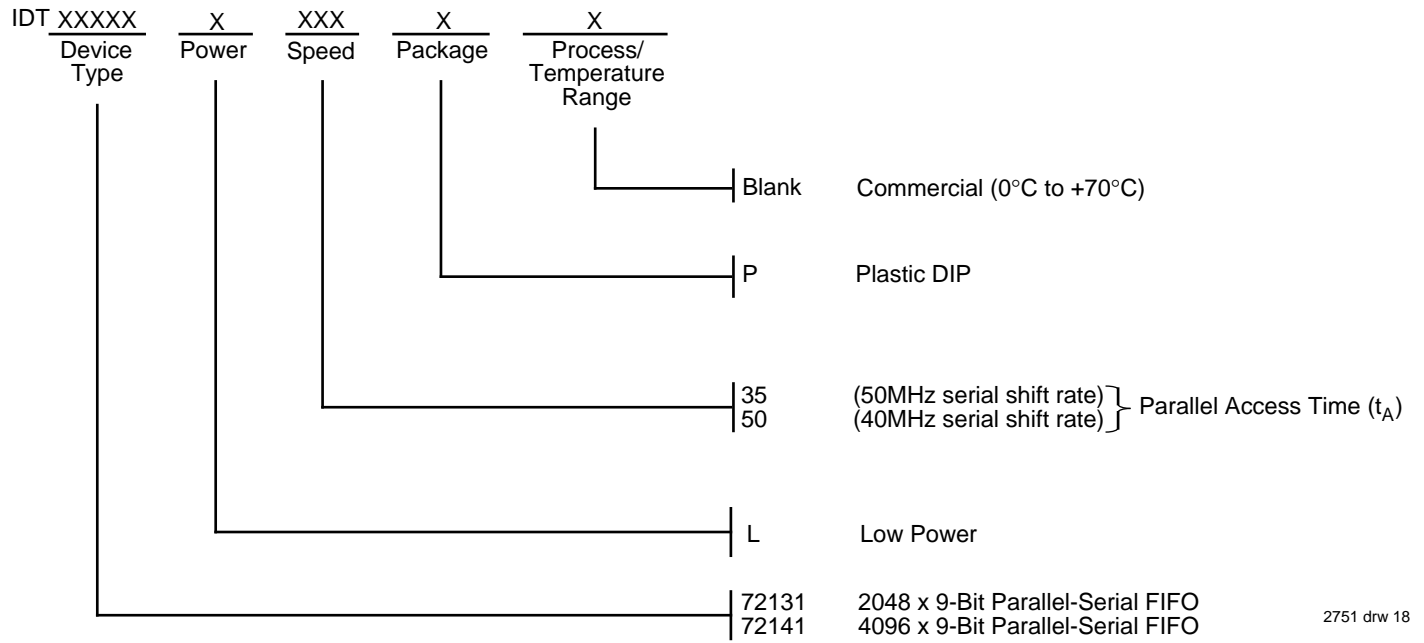 IDT XXXXX X XXX X X
Device Type Power Speed Package Process/ Temperature Range
Blank Commercial (0°C to +70°C)
P Plastic DIP
35 (50MHz serial shift rate)
50 (40MHz serial shift rate)
Parallel Access Time (tA)
L Low Power
72131 2048 x 9-Bit Parallel-Serial FIFO
72141 4096 x 9-Bit Parallel-Serial FIFO
2751 drw 18